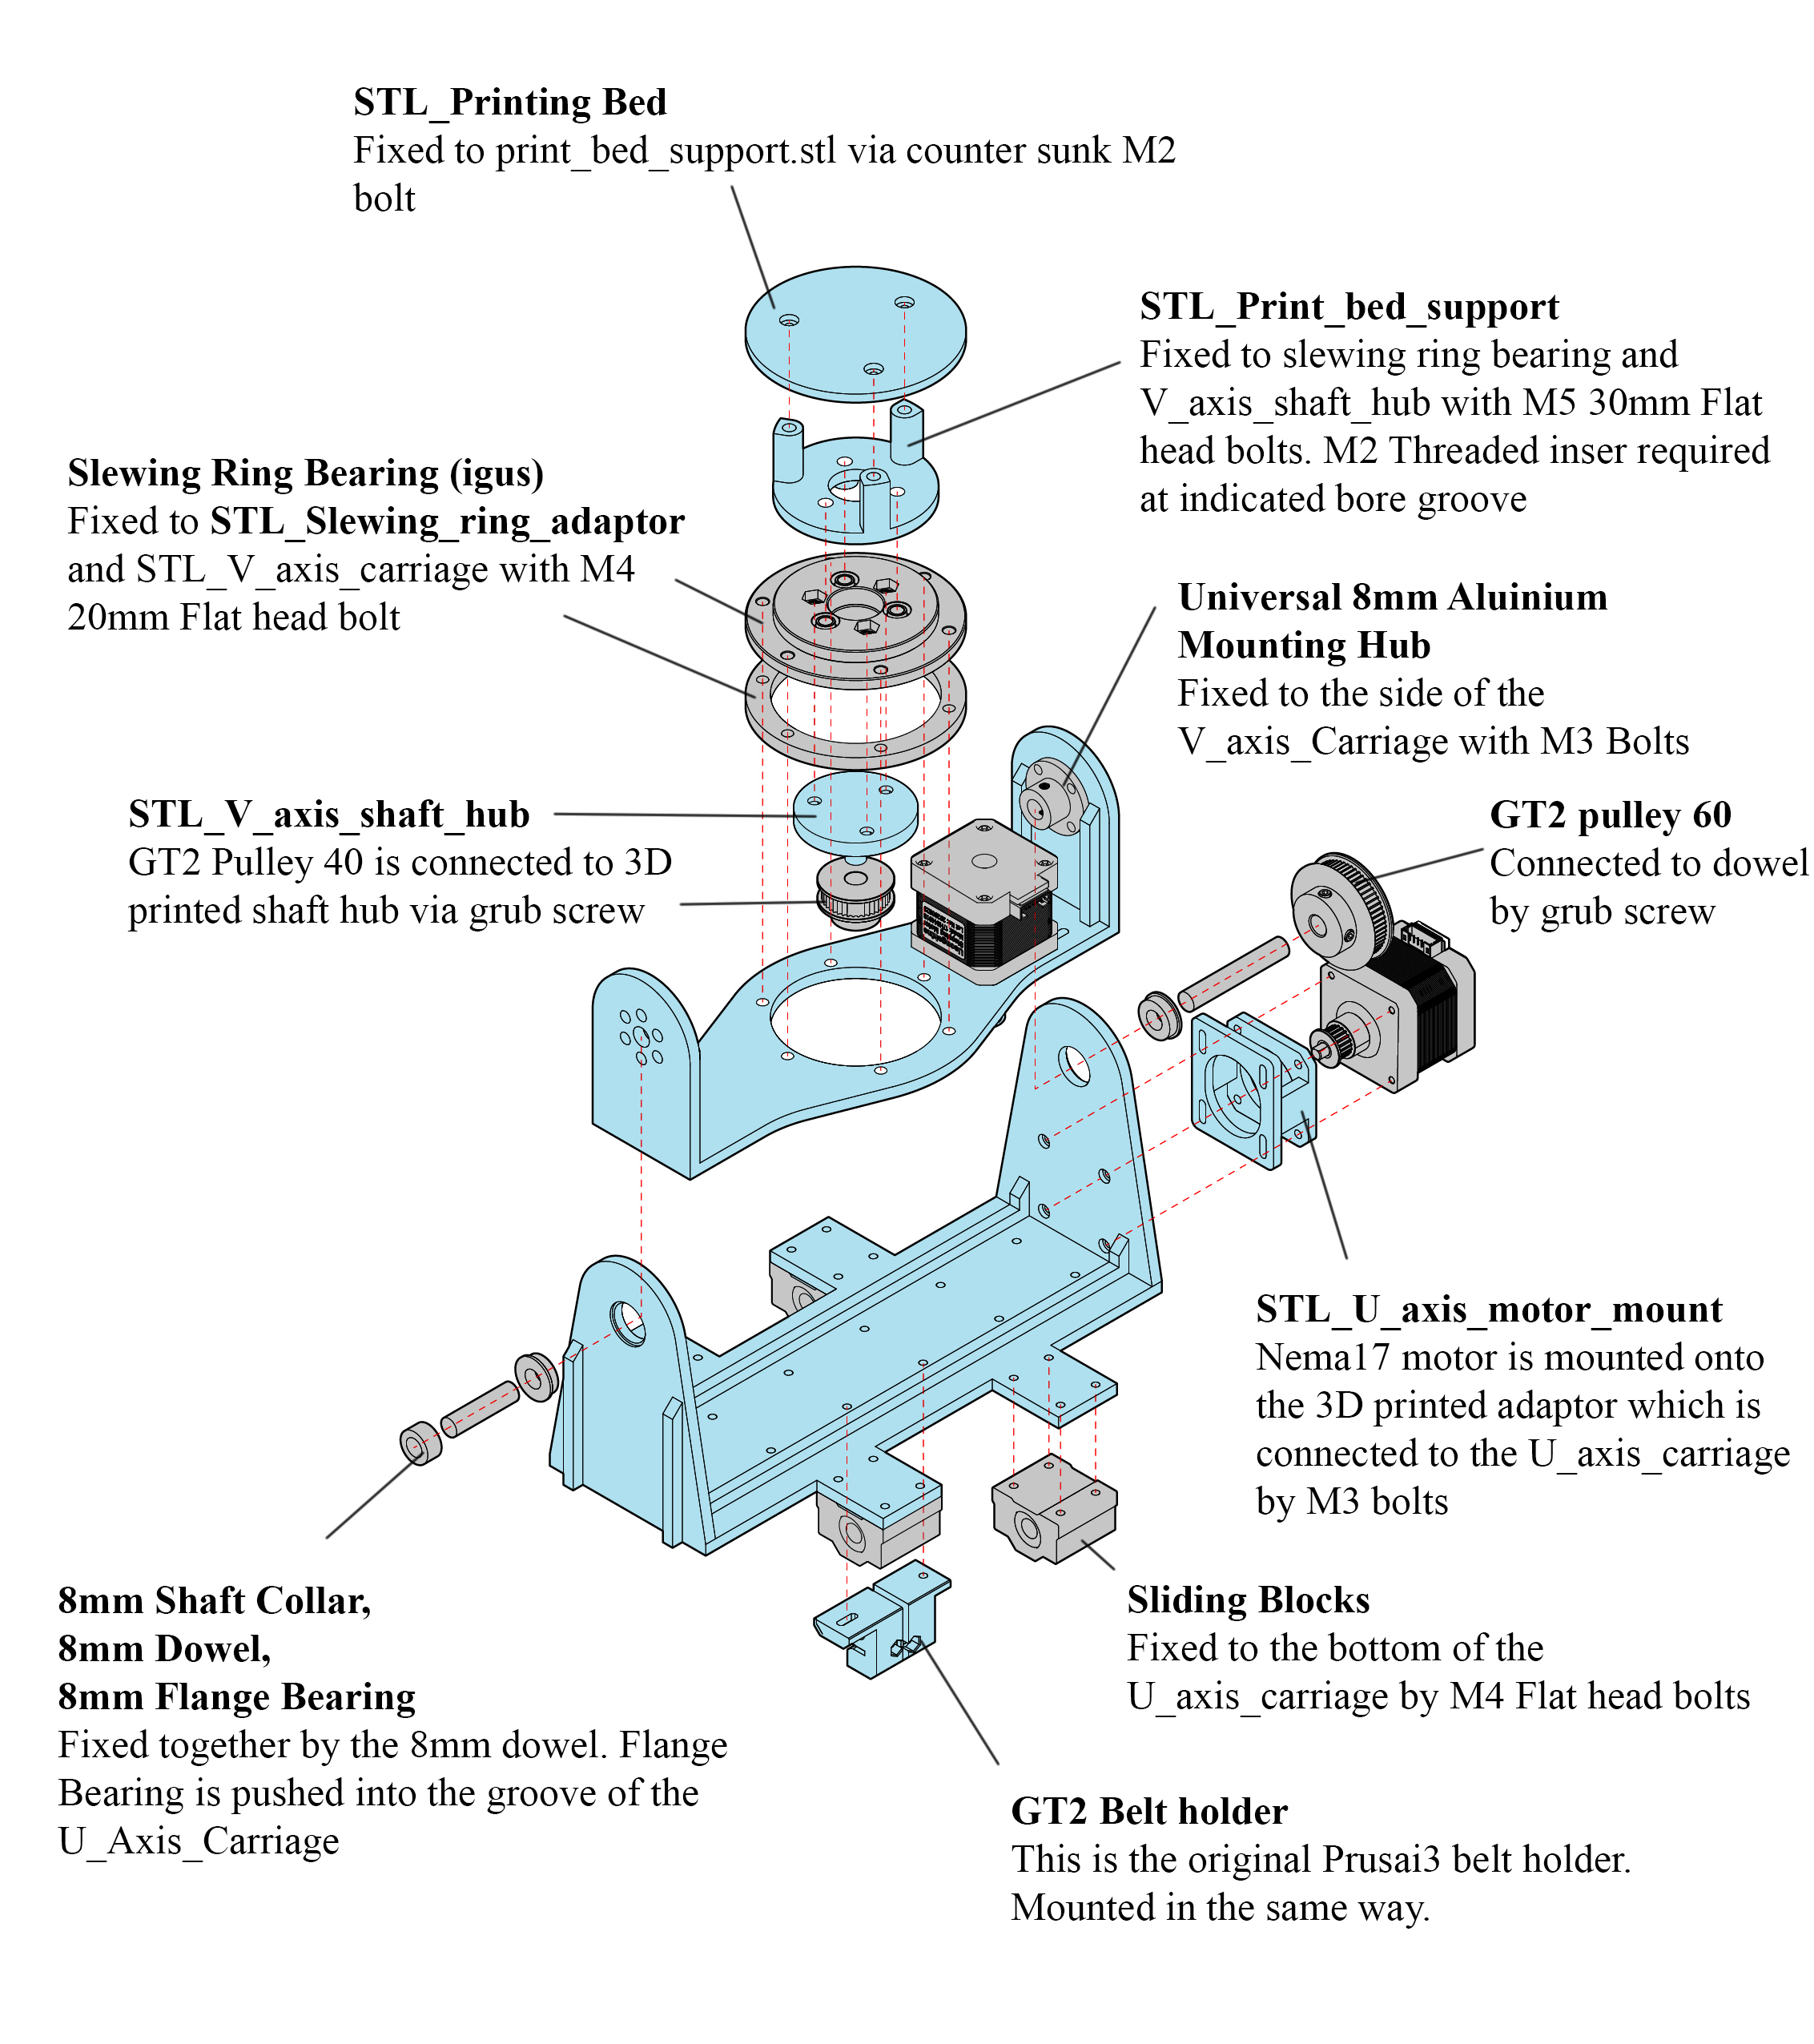 STL_Printing Bed
Fixed to print_bed_support.stl via counter sunk M2
bolt
STL_Print_bed_support
Fixed to slewing ring bearing and
V_axis_shaft_hub with M5 30mm Flat
head bolts. M2 Threaded inser required
at indicated bore groove
Slewing Ring Bearing (igus)
Fixed to STL_Slewing_ring_adaptor
and STL_V_axis_carriage with M4
20mm Flat head bolt
Universal 8mm Aluinium
Mounting Hub
Fixed to the side of the
V_axis_Carriage with M3 Bolts
STL_V_axis_shaft_hub
GT2 Pulley 40 is connected to 3D
printed shaft hub via grub screw
GT2 pulley 60
Connected to dowel
by grub screw
STL_U_axis_motor_mount
Nema17 motor is mounted onto
the 3D printed adaptor which is
connected to the U_axis_carriage
by M3 bolts
8mm Shaft Collar,
8mm Dowel,
8mm Flange Bearing
Fixed together by the 8mm dowel. Flange
Bearing is pushed into the groove of the
U_Axis_Carriage
Sliding Blocks
Fixed to the bottom of the
U_axis_carriage by M4 Flat head bolts
GT2 Belt holder
This is the original Prusai3 belt holder.
Mounted in the same way.